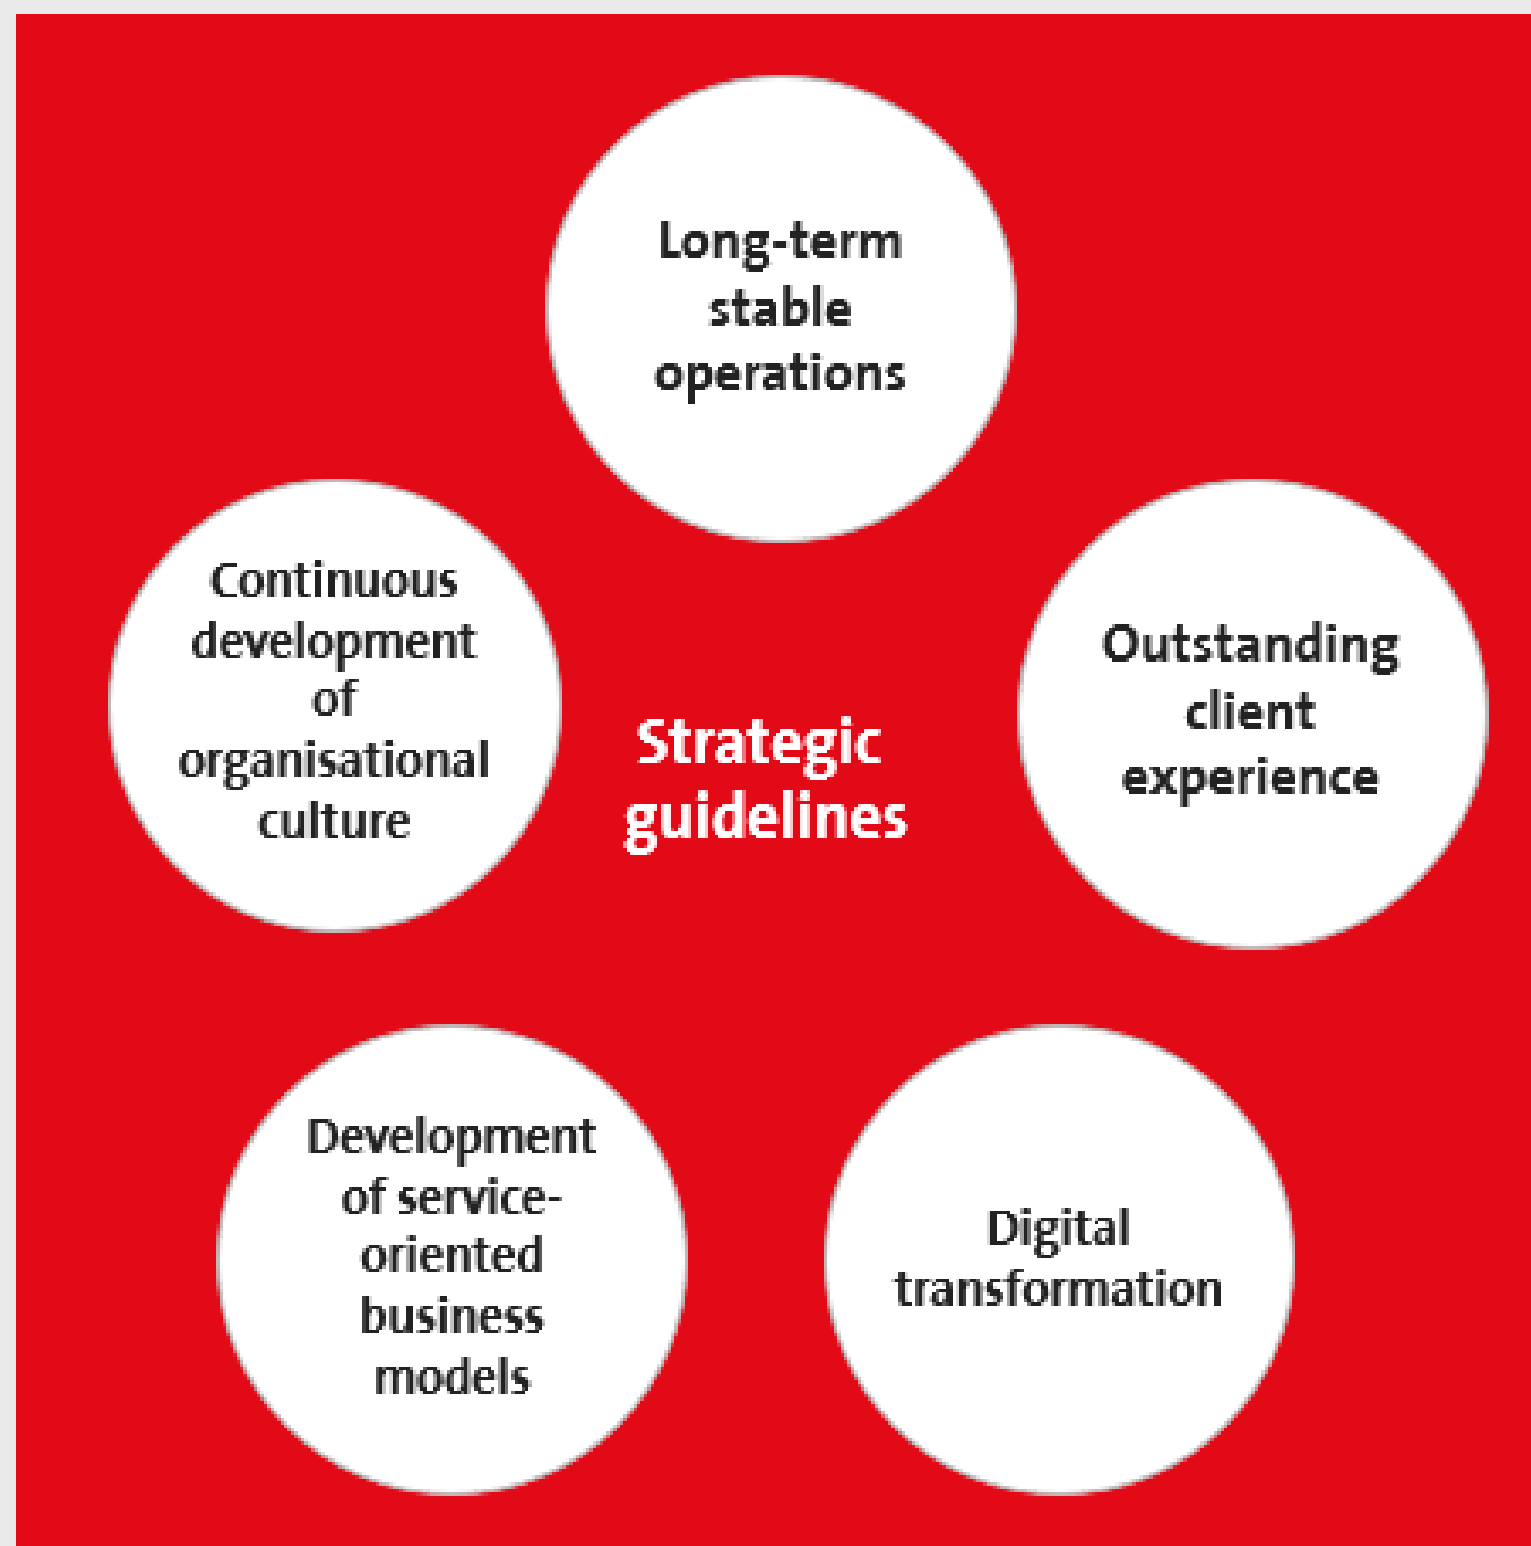 Long-term
stable
operations
Continuous
development
of
organisational
culture
Strategic
guidelines
Outstanding
client
experience
Development
of service-
oriented
business
models
Digital
transformation